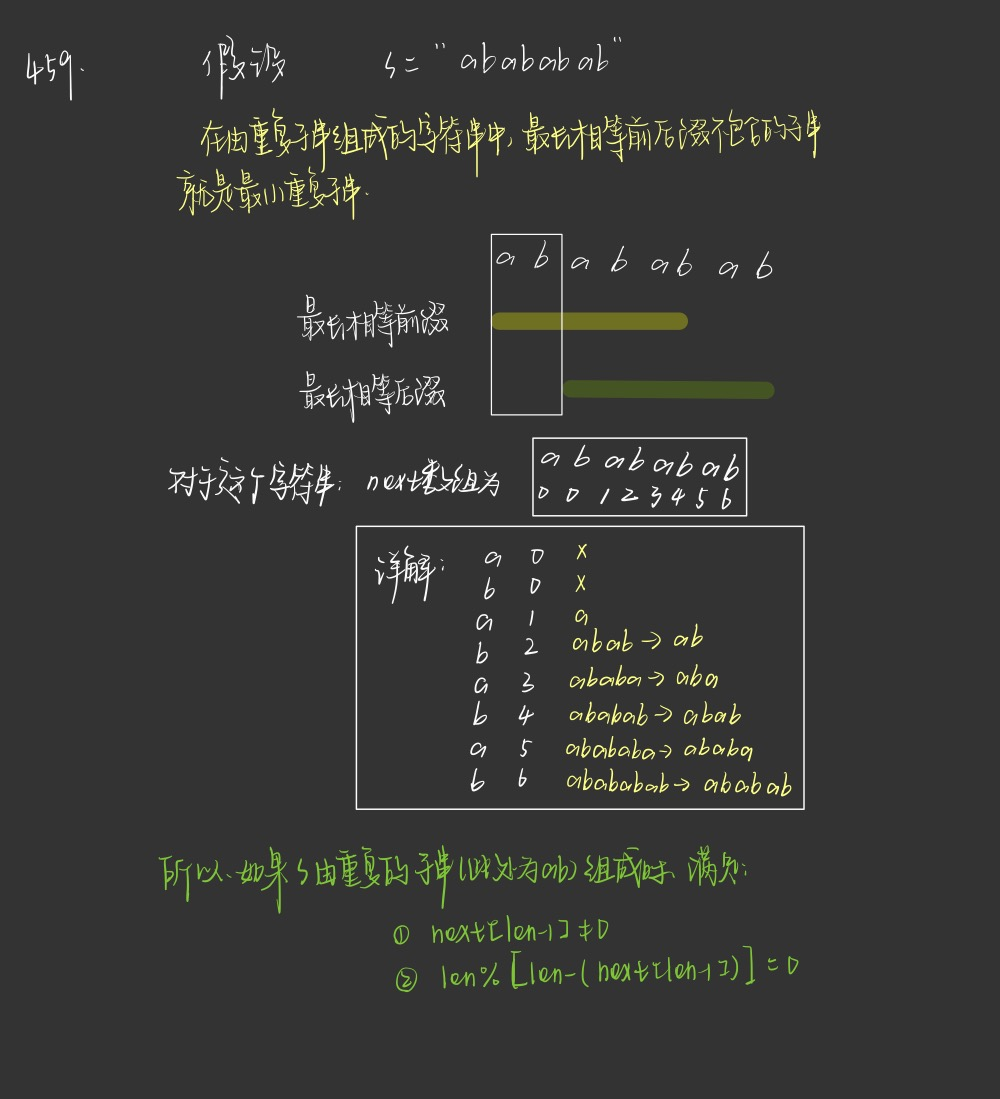 459.
假设 s = "abababab"
在由重复子串组成的字符串中,最长相等前后缀不包含的子串
就是最小重复子串.
a b a b a b a b
最长相等前缀
最长相等后缀
对于这个字符串: next数组为
a b a b a b a b
0 0 1 2 3 4 5 6
详解:
a 0 x
b 0 x
a 1 a
b 2 abab → ab
a 3 ababa → aba
b 4 ababab → abab
a 5 abababa → ababa
b 6 abababab → ababab
所以、如果s由重复的子串(此处为ab)组成时、满足:
① next[len-1] ≠ 0
② len%[len-(next[len-1])] = 0